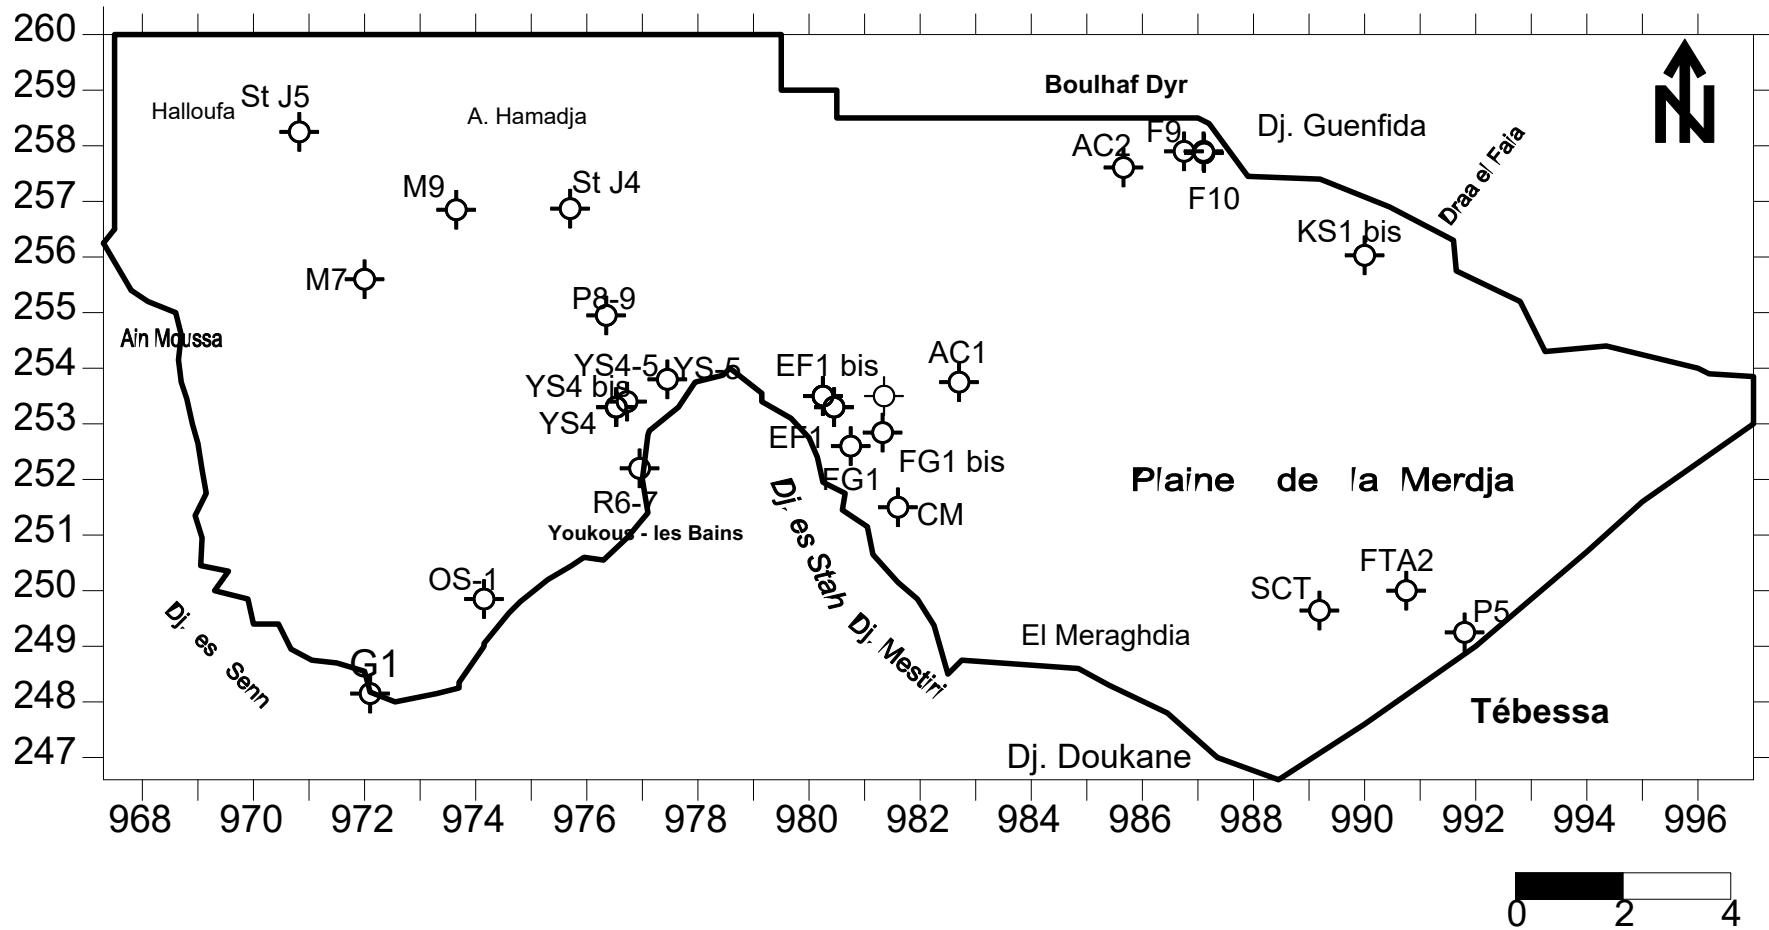 260
259
258
257
256
255
254
253
252
251
250
249
248
247
Boulhaf Dyr
N
St J5
Halloufa
A. Hamadja
F9
Dj. Guenfida
AC2
Draa el Faia
M9
St J4
F10
KS1 bis
M7
P8-9
Ain Moussa
AC1
YS4-5
YS-5
EF1 bis
YS4 bis
YS4
EF1
FG1 bis
FG1
Plaine de la Merdja
R6-7
CM
Youkous - les Bains
Dj. es Stah
FTA2
OS-1
SCT
P5
Dj. es Senn
Dj. Mestiri
El Meraghdia
G1
Tébessa
Dj. Doukane
968 970 972 974 976 978 980 982 984 986 988 990 992 994 996
0 2 4